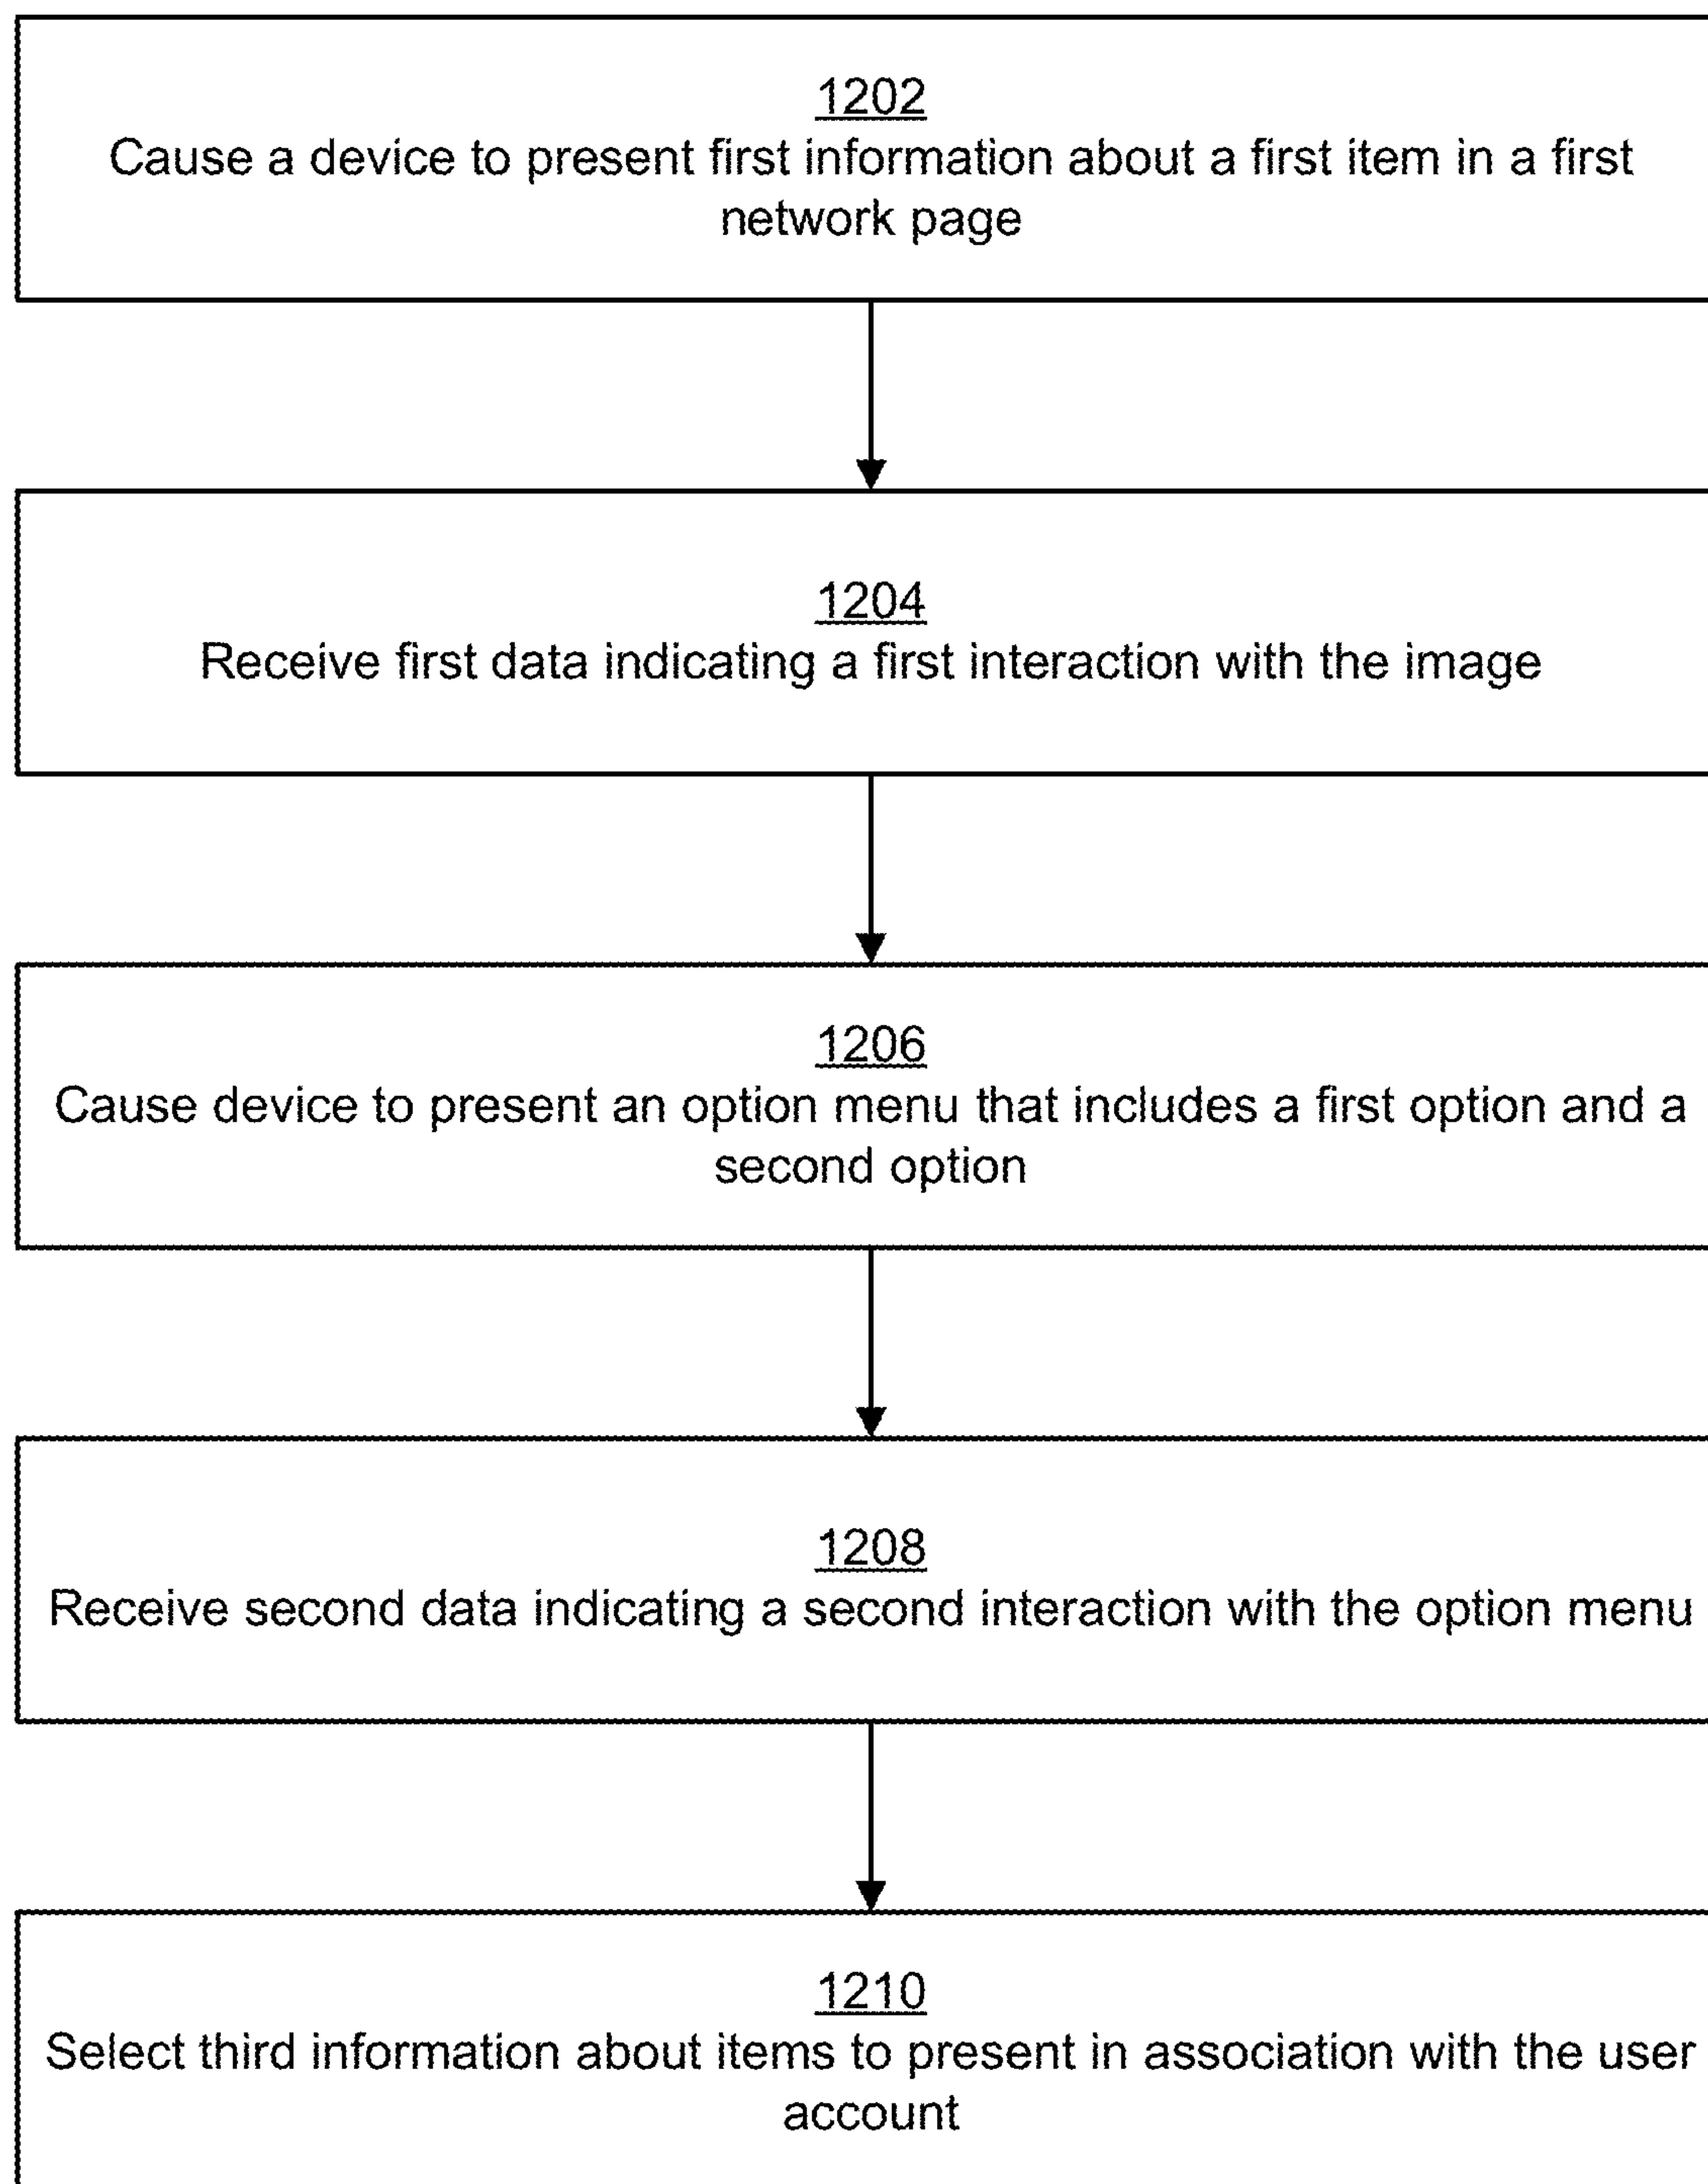 1202
Cause a device to present first information about a first item in a first
network page
1204
Receive first data indicating a first interaction with the image
1206
Cause device to present an option menu that includes a first option and a
second option
1208
Receive second data indicating a second interaction with the option menu
1210
Select third information about items to present in association with the user
account